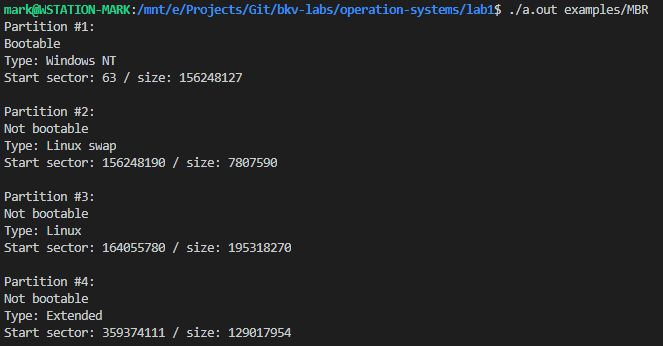 mark@WSTATION-MARK:/mnt/e/Projects/Git/bkv-labs/operation-systems/lab1$ ./a.out examples/MBR
Partition #1:
Bootable
Type: Windows NT
Start sector: 63 / size: 156248127
Partition #2:
Not bootable
Type: Linux swap
Start sector: 156248190 / size: 7807590
Partition #3:
Not bootable
Type: Linux
Start sector: 164055780 / size: 195318270
Partition #4:
Not bootable
Type: Extended
Start sector: 359374111 / size: 129017954